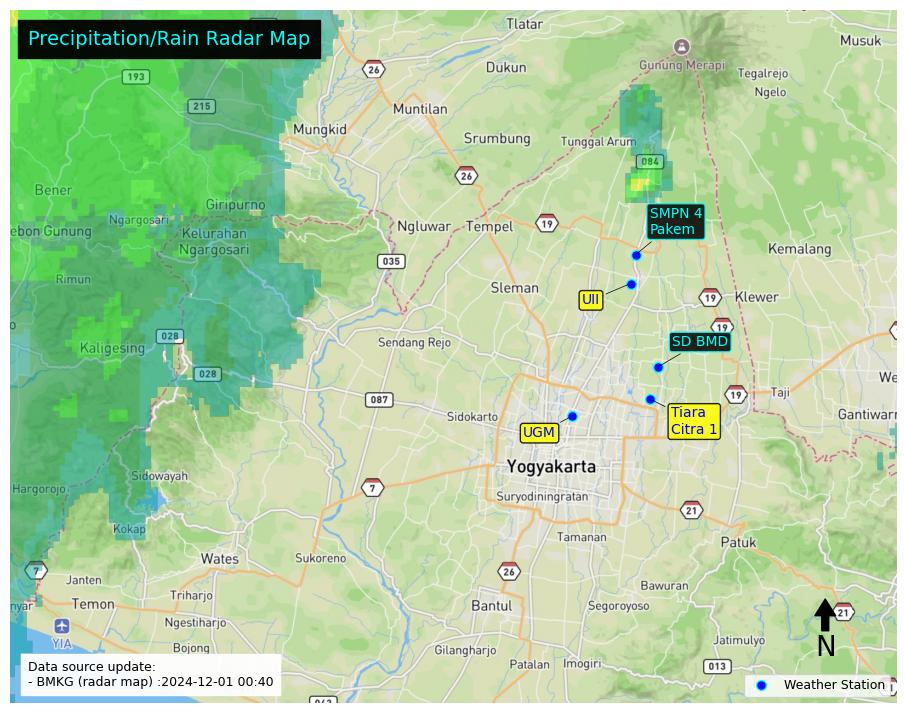 Precipitation/Rain Radar Map
Tlatar
Musuk
193
26
Dukun
Gunung Merapi
Tegalrejo
Ngelo
215
Muntilan
Mungkid
Srumbung
Tunggal Arum
084
26
Bener
Giripurno
Ngargosari
SMPN 4
Pakem
ebon Gunung
Kelurahan
Ngargosari
Ngluwar
Tempel
19
Kemalang
035
Rimun
Sleman
UII
19
Klewer
19
028
Kaligesing
Sendang Rejo
SD BMD
028
We
087
19
Taji
Sidokarto
UGM
Tiara
Citra 1
Gantiwarn
Yogyakarta
Sidowayah
Hargorojo
7
Suryodiningratan
21
Kokap
Tamanan
Patuk
Wates
Sukoreno
7
26
Janten
Bawuran
Triharjo
nyar
Temon
Bantul
Segoroyoso
21
Ngestiharjo
YIA
N
Jatimulyo
Bojong
Gilangharjo
Patalan
Imogiri
013
Data source update:
- BMKG (radar map) :2024-12-01 00:40
Weather Station